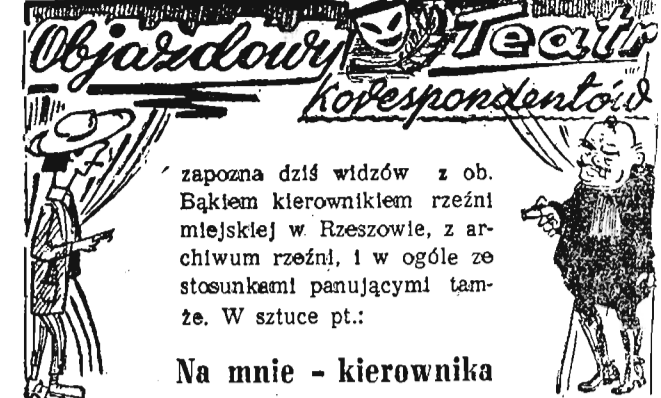 Objazdowy Teatr
korespondentów
zapozna dziś widzów z ob.
Bąkiem kierownikiem rzeźni
miejskiej w Rzeszowie, z ar-
chiwum rzeźni, i w ogóle ze
stosunkami panującymi tam-
że. W sztuce pt.:
Na mnie - kierownika